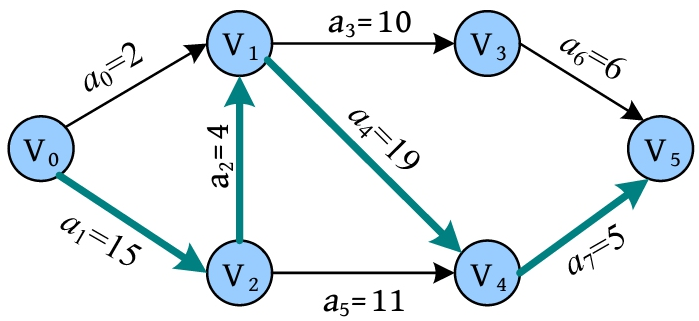 V₁
a₃=10
V₃
a₀=2
a₆=6
V₀
a₂=4
a₄=19
V₅
a₁=15
V₂
a₅=11
V₄
a₇=5